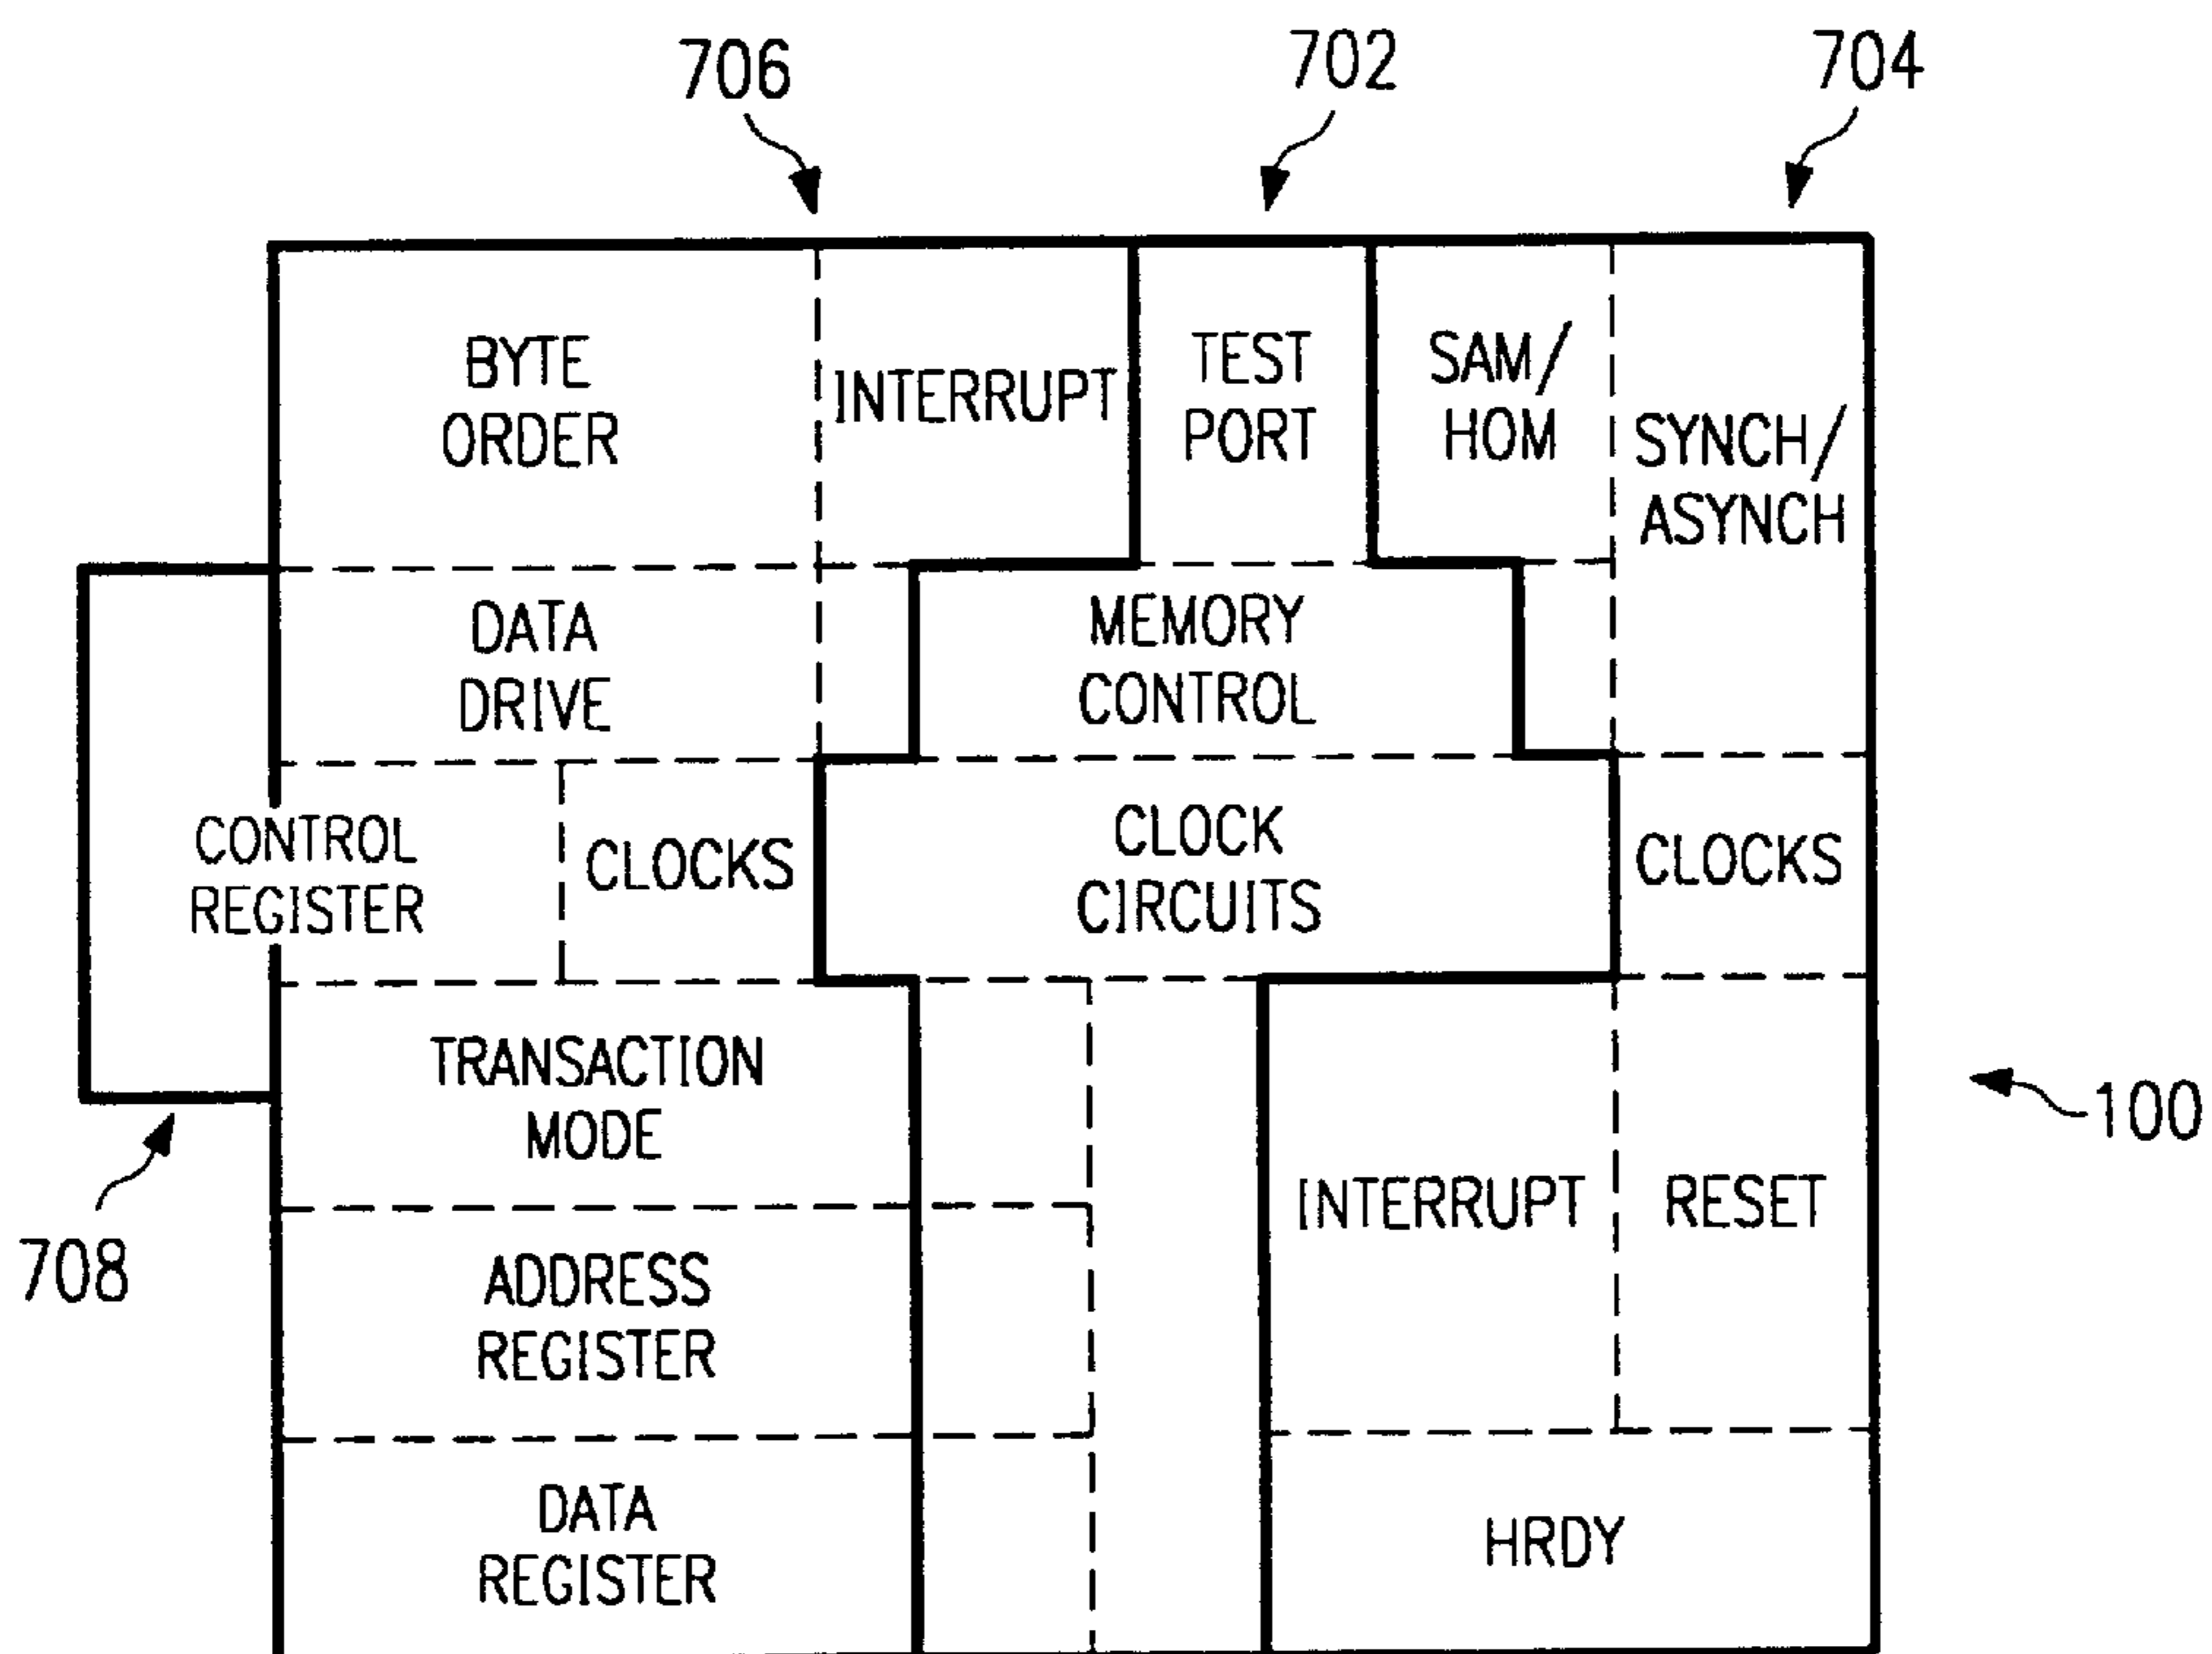 706
702
704
BYTE
ORDER
INTERRUPT
TEST
PORT
SAM/
HOM
SYNCH/
ASYNCH
DATA
DRIVE
MEMORY
CONTROL
CONTROL
REGISTER
CLOCKS
CLOCK
CIRCUITS
CLOCKS
TRANSACTION
MODE
100
708
ADDRESS
REGISTER
INTERRUPT
RESET
DATA
REGISTER
HRDY